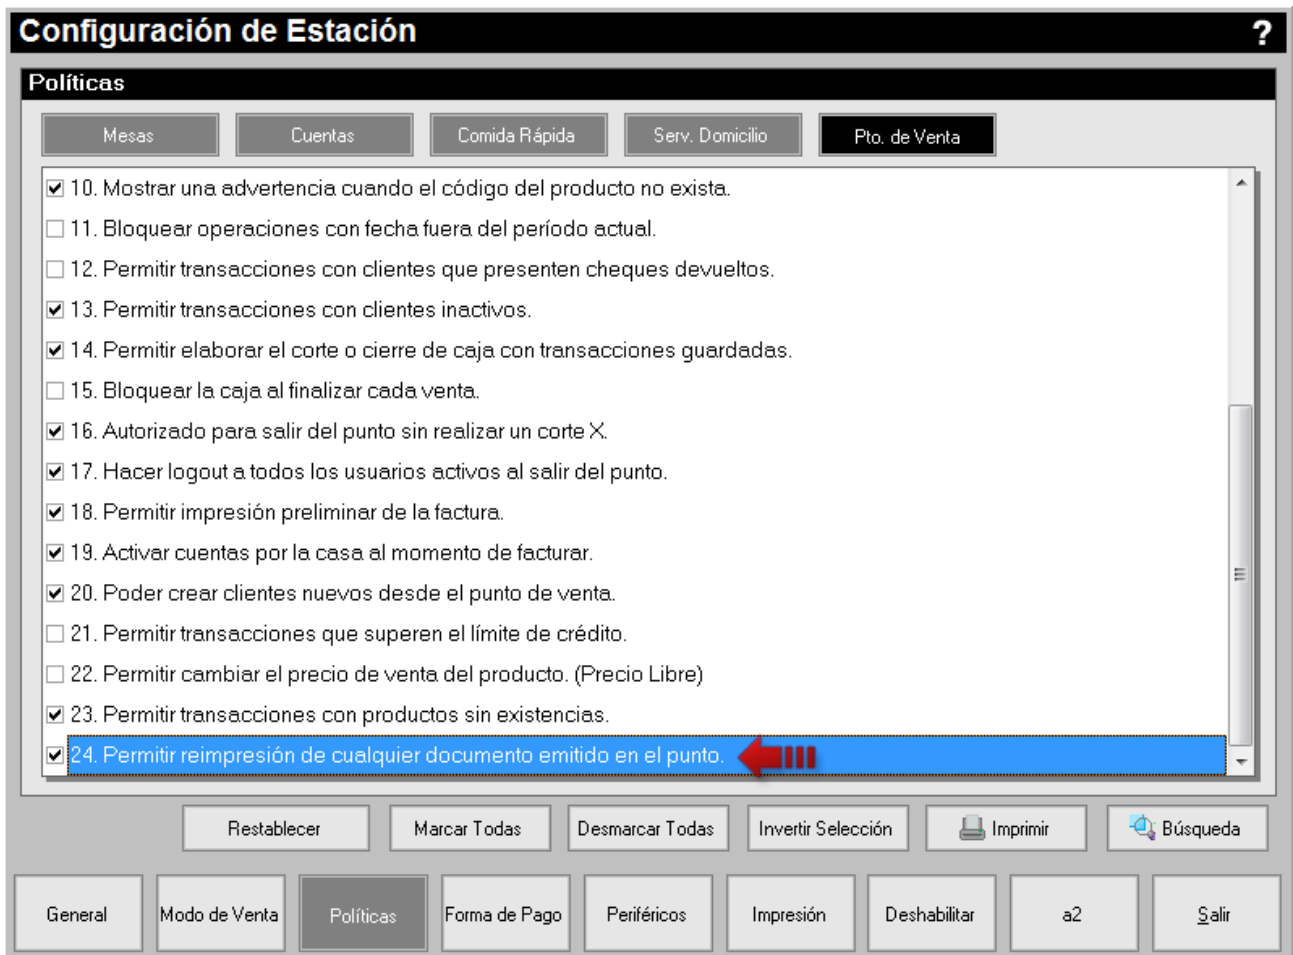 Configuración de Estación ?
Políticas
Mesas Cuentas Comida Rápida Serv. Domicilio Pto. de Venta
10. Mostrar una advertencia cuando el código del producto no exista.
11. Bloquear operaciones con fecha fuera del período actual.
12. Permitir transacciones con clientes que presenten cheques devueltos.
13. Permitir transacciones con clientes inactivos.
14. Permitir elaborar el corte o cierre de caja con transacciones guardadas.
15. Bloquear la caja al finalizar cada venta.
16. Autorizado para salir del punto sin realizar un corte X.
17. Hacer logout a todos los usuarios activos al salir del punto.
18. Permitir impresión preliminar de la factura.
19. Activar cuentas por la casa al momento de facturar.
20. Poder crear clientes nuevos desde el punto de venta.
21. Permitir transacciones que superen el límite de crédito.
22. Permitir cambiar el precio de venta del producto. (Precio Libre)
23. Permitir transacciones con productos sin existencias.
24. Permitir reimpresión de cualquier documento emitido en el punto.
Restablecer Marcar Todas Desmarcar Todas Invertir Selección Imprimir Búsqueda
General Modo de Venta Políticas Forma de Pago Periféricos Impresión Deshabilitar a2 Salir